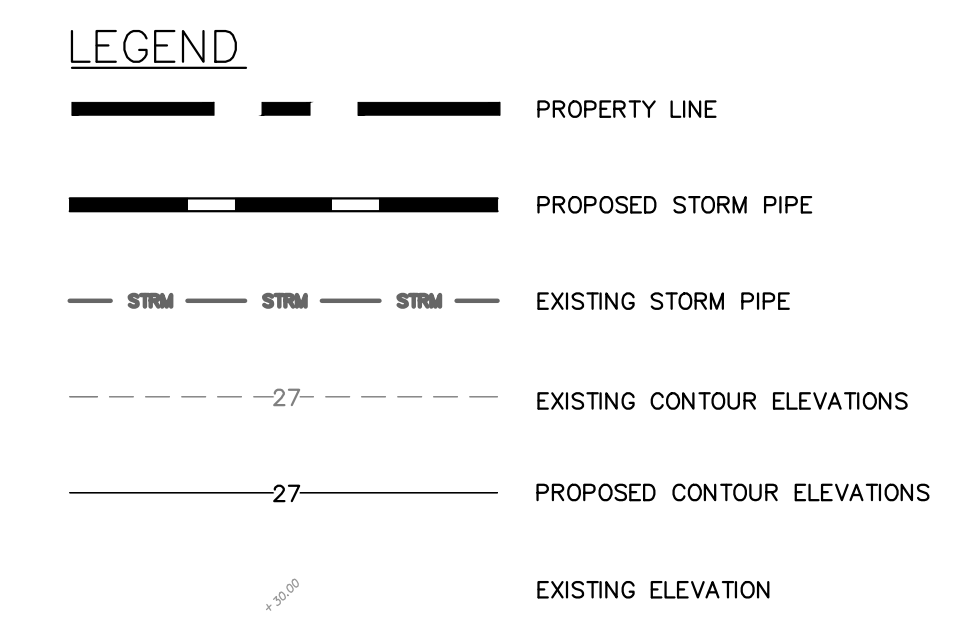 LEGEND
PROPERTY LINE
PROPOSED STORM PIPE
STRM STRM STRM EXISTING STORM PIPE
27 EXISTING CONTOUR ELEVATIONS
27 PROPOSED CONTOUR ELEVATIONS
+ 30.00 EXISTING ELEVATION